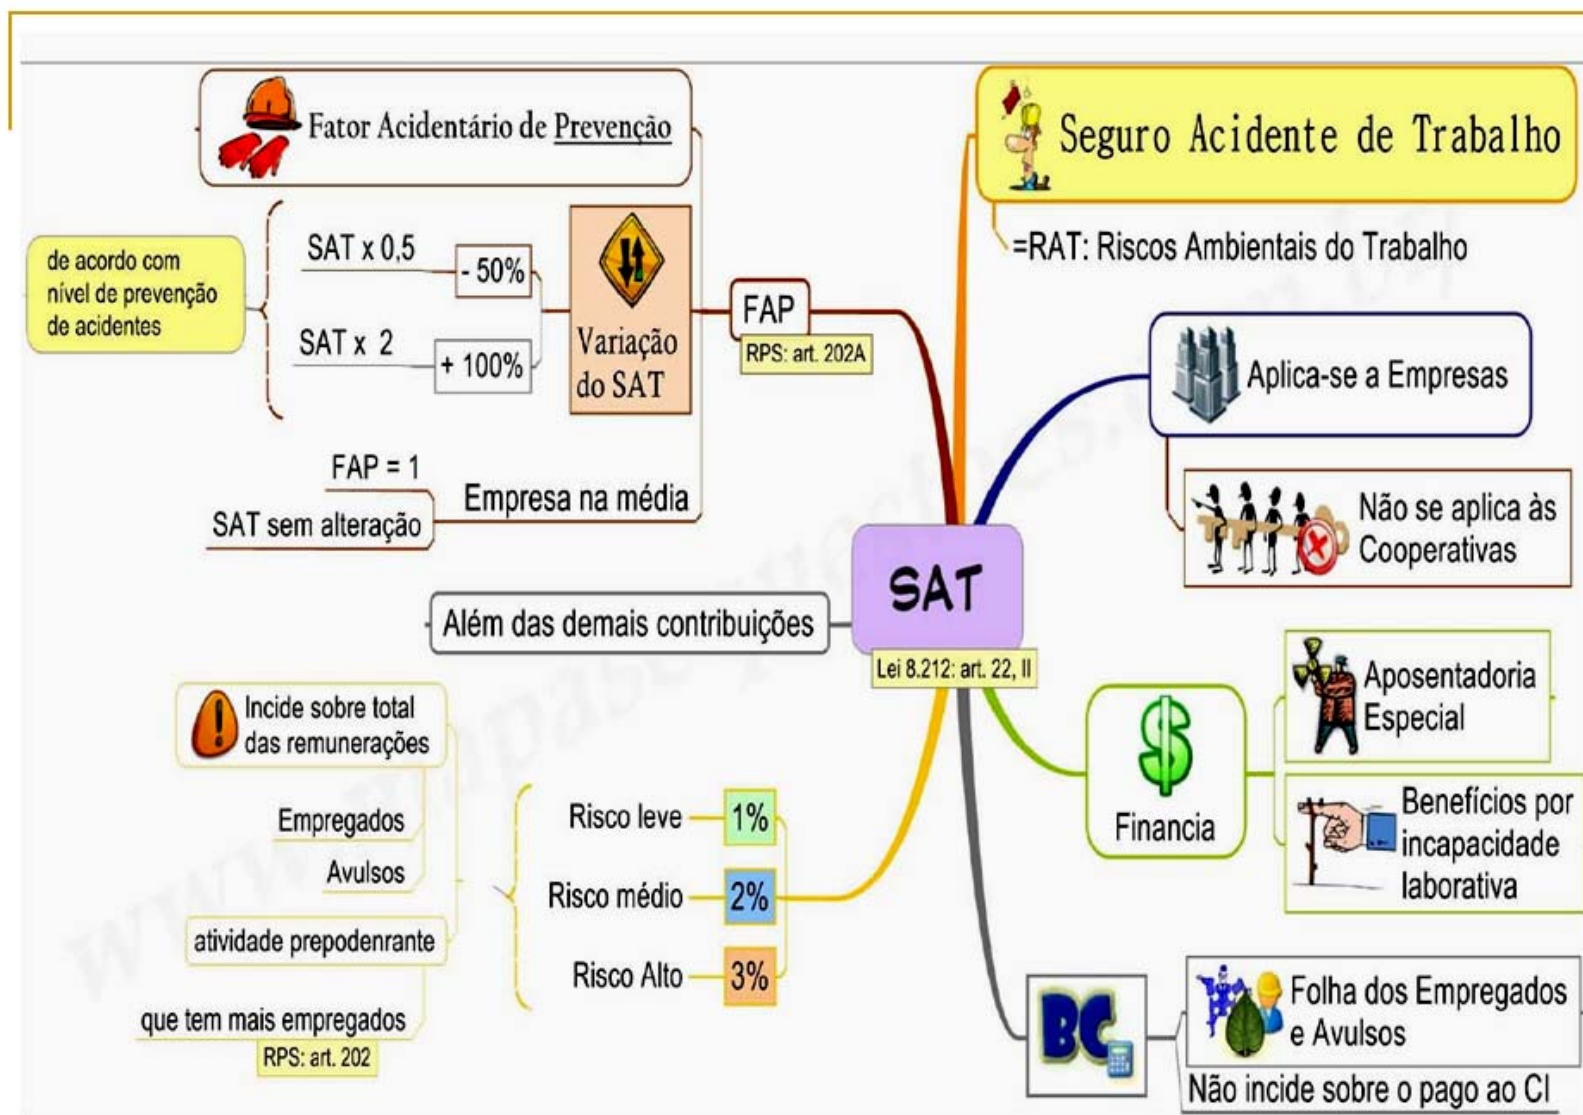 Fator Acidentário de Prevenção
de acordo com
nível de prevenção
de acidentes
SAT x 0,5
- 50%
SAT x 2
+ 100%
Variação
do SAT
FAP
RPS: art. 202A
FAP = 1
SAT sem alteração
Empresa na média
Seguro Acidente de Trabalho
=RAT: Riscos Ambientais do Trabalho
Aplica-se a Empresas
Não se aplica às
Cooperativas
SAT
Lei 8.212: art. 22, II
Além das demais contribuições
Incide sobre total
das remunerações
Empregados
Avulsos
atividade prepodenrante
que tem mais empregados
RPS: art. 202
Risco leve
1%
Risco médio
2%
Risco Alto
3%
Financia
Aposentadoria
Especial
Benefícios por
incapacidade
laborativa
BC
Folha dos Empregados
e Avulsos
Não incide sobre o pago ao CI